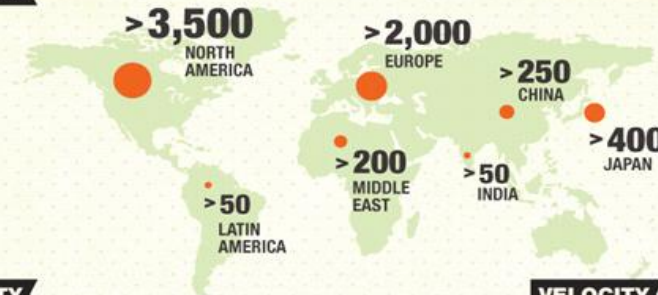 >3,500
NORTH
AMERICA
>2,000
EUROPE
>250
CHINA
>400
JAPAN
>200
MIDDLE
EAST
>50
INDIA
>50
LATIN
AMERICA
TY
VELOCITY